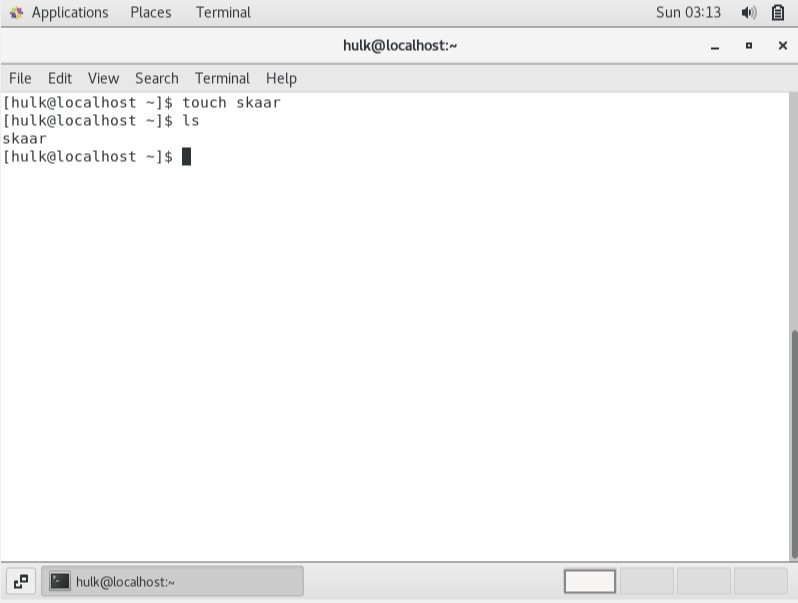 Applications Places Terminal Sun 03:13
hulk@localhost:~
File Edit View Search Terminal Help
[hulk@localhost ~]$ touch skaar
[hulk@localhost ~]$ ls
skaar
[hulk@localhost ~]$
hulk@localhost:~